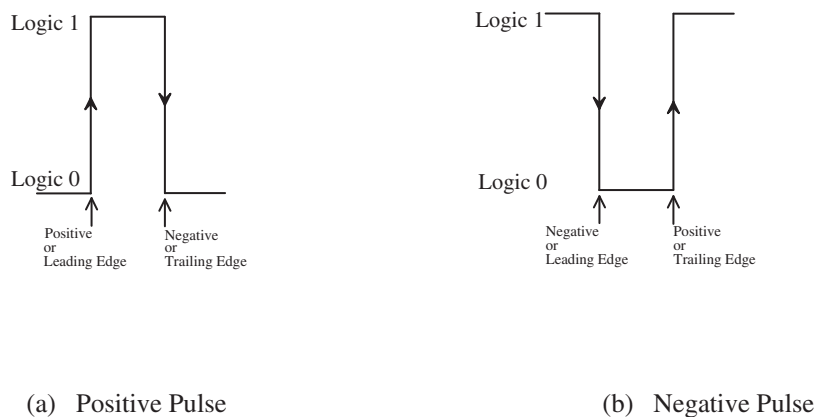 Logic 1
Logic 0
Positive
or
Leading Edge
Negative
or
Trailing Edge
(a) Positive Pulse
Logic 1
Logic 0
Negative
or
Leading Edge
Positive
or
Trailing Edge
(b) Negative Pulse